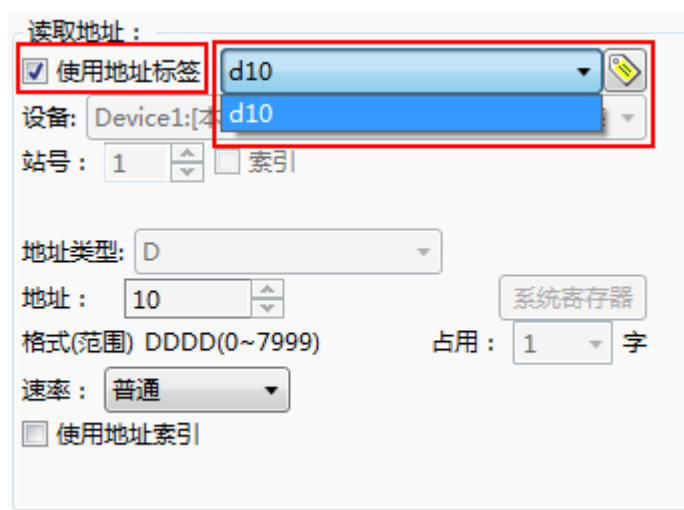 读取地址：
使用地址标签 d10
d10
设备: Device1:[本
站号： 1 索引
地址类型: D
地址： 10 系统寄存器
格式(范围) DDDD(0~7999) 占用： 1 字
速率： 普通
使用地址索引